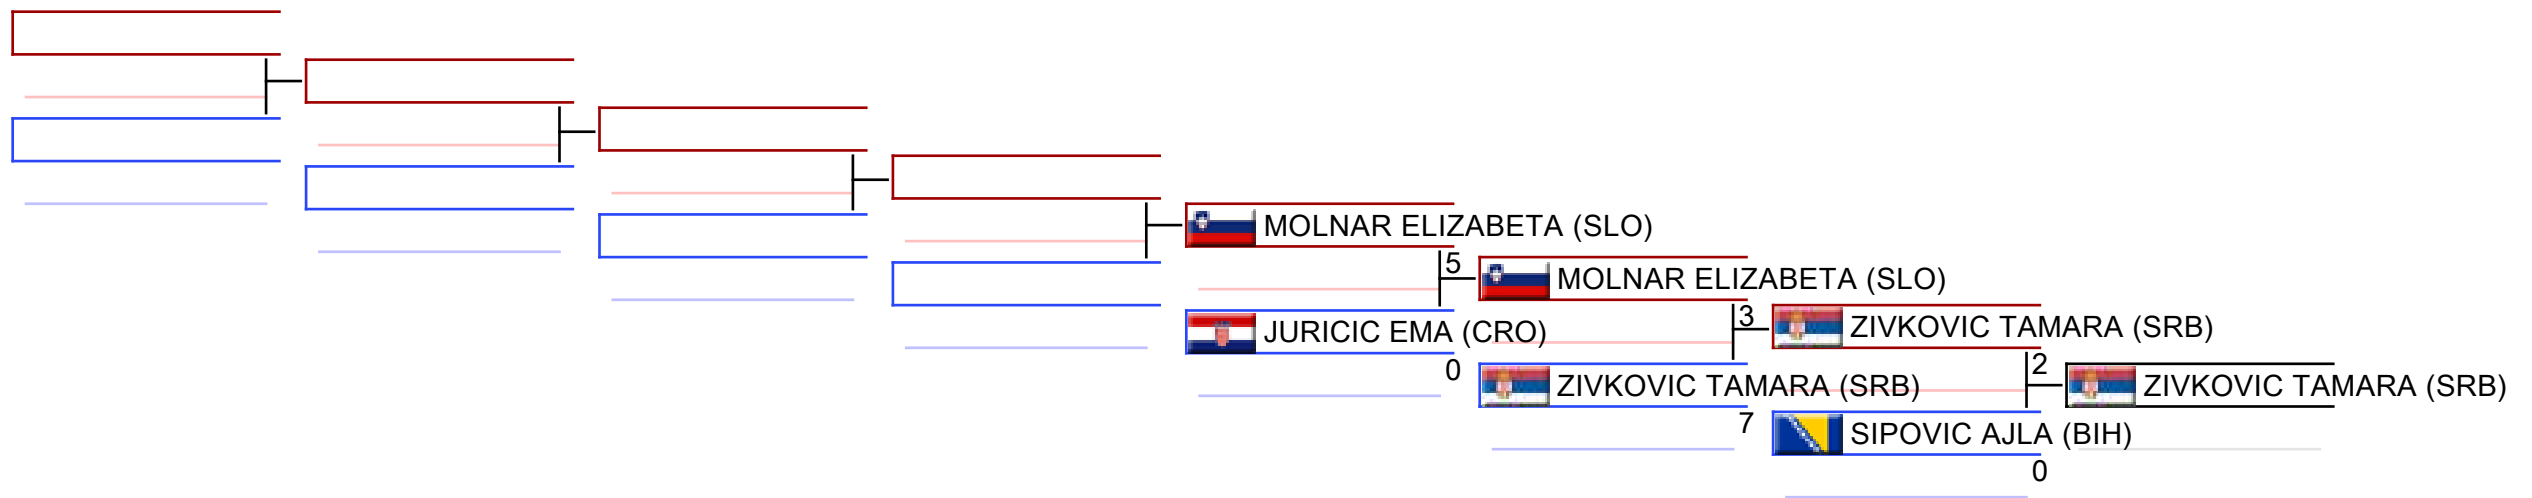 MOLNAR ELIZABETA (SLO)
5
JURICIC EMA (CRO)
0
MOLNAR ELIZABETA (SLO)
3
ZIVKOVIC TAMARA (SRB)
7
ZIVKOVIC TAMARA (SRB)
2
SIPOVIC AJLA (BIH)
0
ZIVKOVIC TAMARA (SRB)